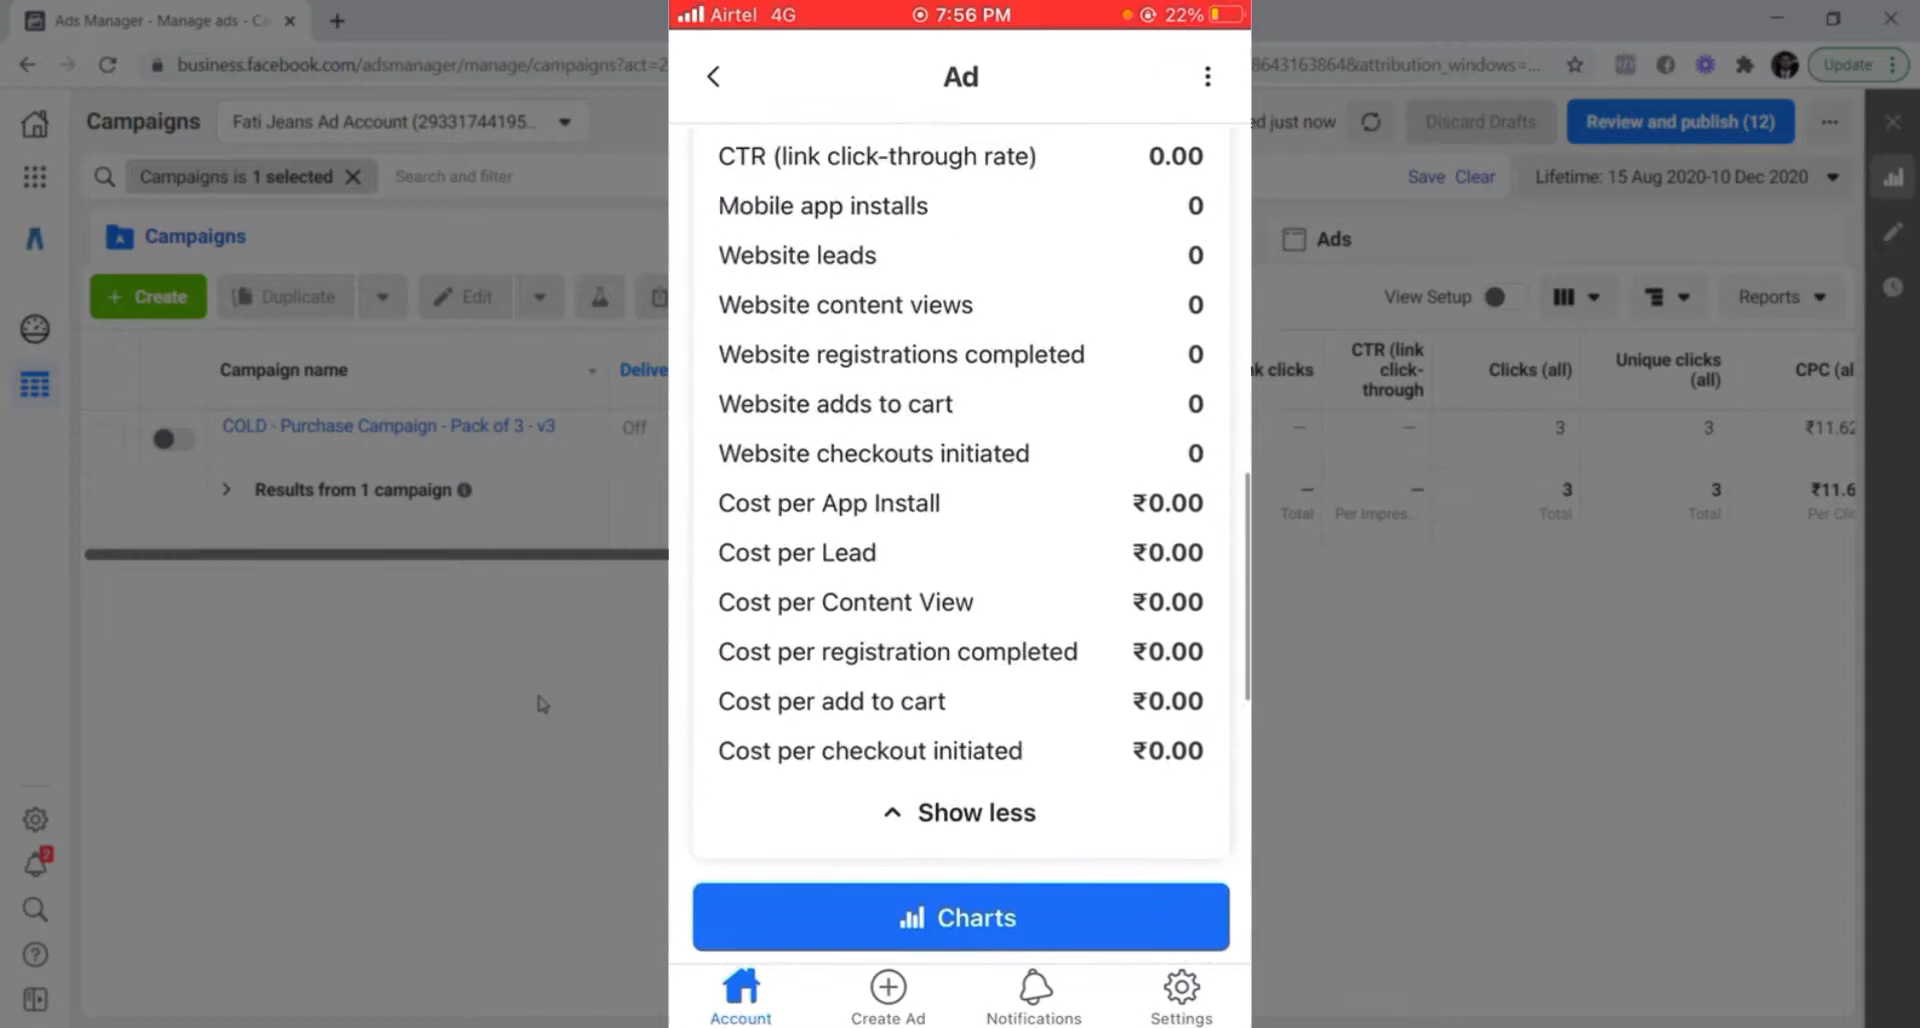 Ads Manager - Manage ads - Ca
business.facebook.com/adsmanager/manage/campaigns?act=2
8643163864&attribution_windows=...
Update
Campaigns
Fati Jeans Ad Account (29331744195...
d just now
Discard Drafts
Review and publish (12)
Campaigns is 1 selected
Search and filter
Save Clear
Lifetime: 15 Aug 2020-10 Dec 2020
Campaigns
Ads
+ Create
Duplicate
Edit
View Setup
Reports
Campaign name
Delive
k clicks
CTR (link
click-
through
Clicks (all)
Unique clicks
(all)
CPC (al
COLD - Purchase Campaign - Pack of 3 - v3
Off
—
—
3
3
₹11.62
Results from 1 campaign
—
—
3
3
₹11.6
Total
Per Impres...
Total
Total
Per Clic
2
Airtel 4G
7:56 PM
22%
Ad
CTR (link click-through rate) 0.00
Mobile app installs 0
Website leads 0
Website content views 0
Website registrations completed 0
Website adds to cart 0
Website checkouts initiated 0
Cost per App Install ₹0.00
Cost per Lead ₹0.00
Cost per Content View ₹0.00
Cost per registration completed ₹0.00
Cost per add to cart ₹0.00
Cost per checkout initiated ₹0.00
Show less
Charts
Account
Create Ad
Notifications
Settings